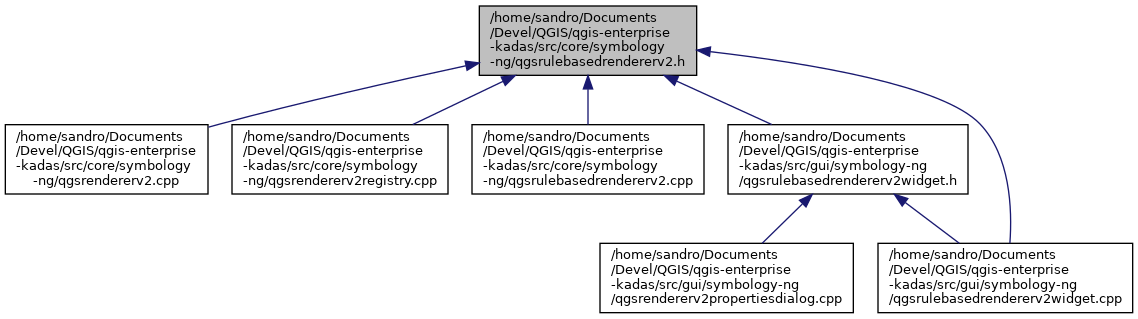 /home/sandro/Documents
/Devel/QGIS/qgis-enterprise
-kadas/src/core/symbology
-ng/qgsrulebasedrendererv2.h
/home/sandro/Documents
/Devel/QGIS/qgis-enterprise
-kadas/src/core/symbology
-ng/qgsrendererv2.cpp
/home/sandro/Documents
/Devel/QGIS/qgis-enterprise
-kadas/src/core/symbology
-ng/qgsrendererv2registry.cpp
/home/sandro/Documents
/Devel/QGIS/qgis-enterprise
-kadas/src/core/symbology
-ng/qgsrulebasedrendererv2.cpp
/home/sandro/Documents
/Devel/QGIS/qgis-enterprise
-kadas/src/gui/symbology-ng
/qgsrulebasedrendererv2widget.h
/home/sandro/Documents
/Devel/QGIS/qgis-enterprise
-kadas/src/gui/symbology-ng
/qgsrendererv2propertiesdialog.cpp
/home/sandro/Documents
/Devel/QGIS/qgis-enterprise
-kadas/src/gui/symbology-ng
/qgsrulebasedrendererv2widget.cpp